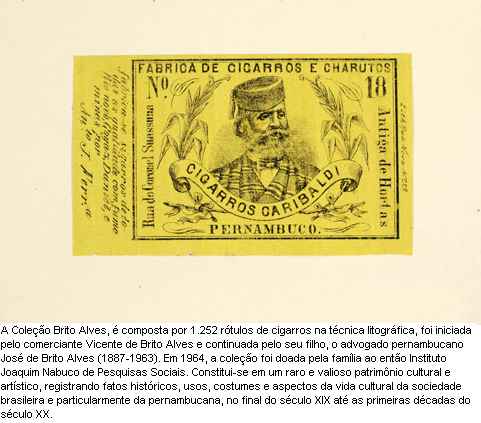 FABRICA DE CIGARROS E CHARUTOS
Nº 18
Rua do Coronel Suassuna
Antiga de Hortas
CIGARROS GARIBALDI
PERNAMBUCO.
A Coleção Brito Alves, é composta por 1.252 rótulos de cigarros na técnica litográfica, foi iniciada
pelo comerciante Vicente de Brito Alves e continuada pelo seu filho, o advogado pernambucano
José de Brito Alves (1887-1963). Em 1964, a coleção foi doada pela família ao então Instituto
Joaquim Nabuco de Pesquisas Sociais. Constitui-se em um raro e valioso patrimônio cultural e
artístico, registrando fatos históricos, usos, costumes e aspectos da vida cultural da sociedade
brasileira e particularmente da pernambucana, no final do século XIX até as primeiras décadas do
século XX.